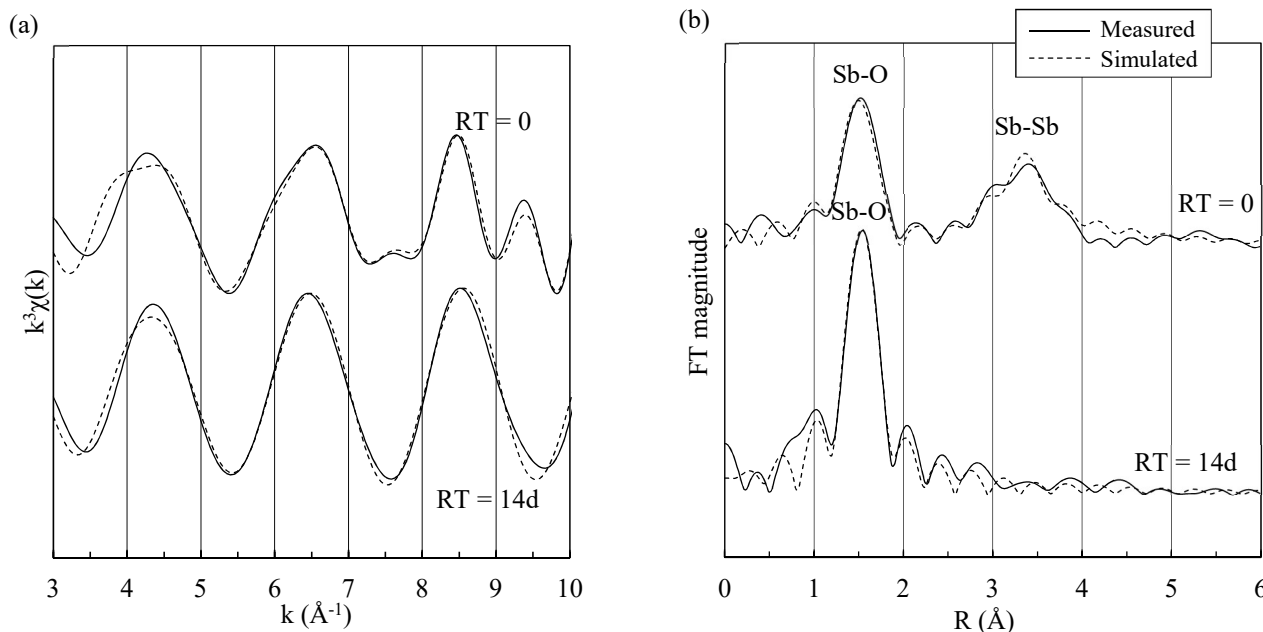 (a)
RT = 0
RT = 14d
k³χ(k)
3 4 5 6 7 8 9 10
k (Å⁻¹)
(b)
Measured
Simulated
Sb-O
Sb-Sb
RT = 0
Sb-O
RT = 14d
FT magnitude
0 1 2 3 4 5 6
R (Å)